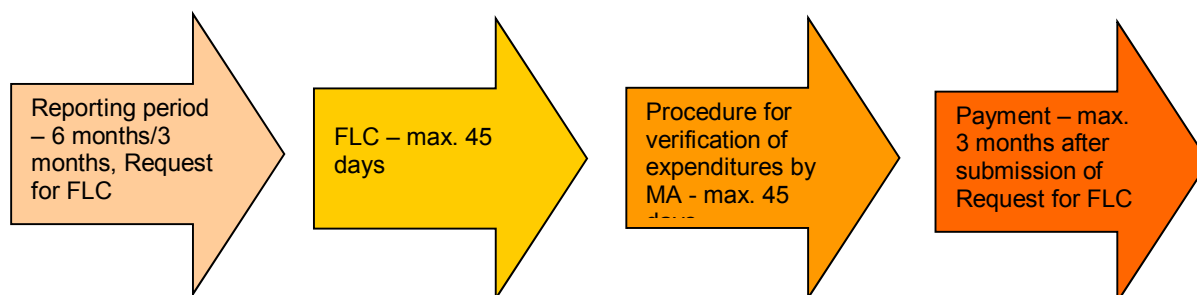 Reporting period
– 6 months/3
months, Request
for FLC
FLC – max. 45
days
Procedure for
verification of
expenditures by
MA - max. 45
days
Payment – max.
3 months after
submission of
Request for FLC